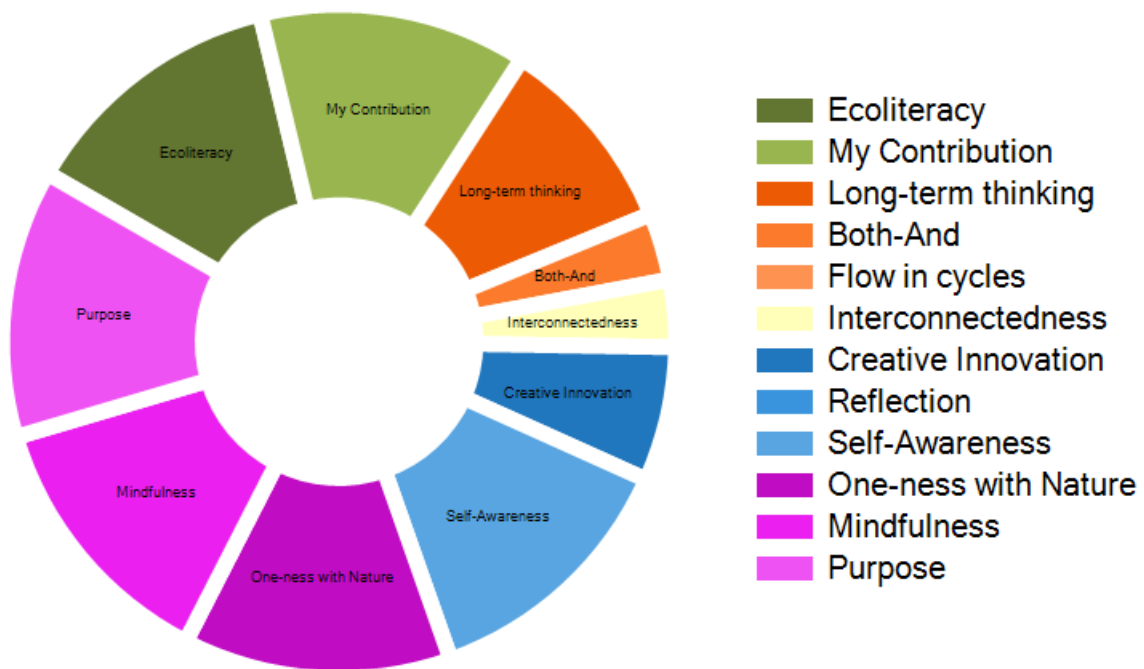 My Contribution
Ecoliteracy
Long-term thinking
Both-And
Purpose
Interconnectedness
Creative Innovation
Mindfulness
Self-Awareness
One-ness with Nature
Ecoliteracy
My Contribution
Long-term thinking
Both-And
Flow in cycles
Interconnectedness
Creative Innovation
Reflection
Self-Awareness
One-ness with Nature
Mindfulness
Purpose